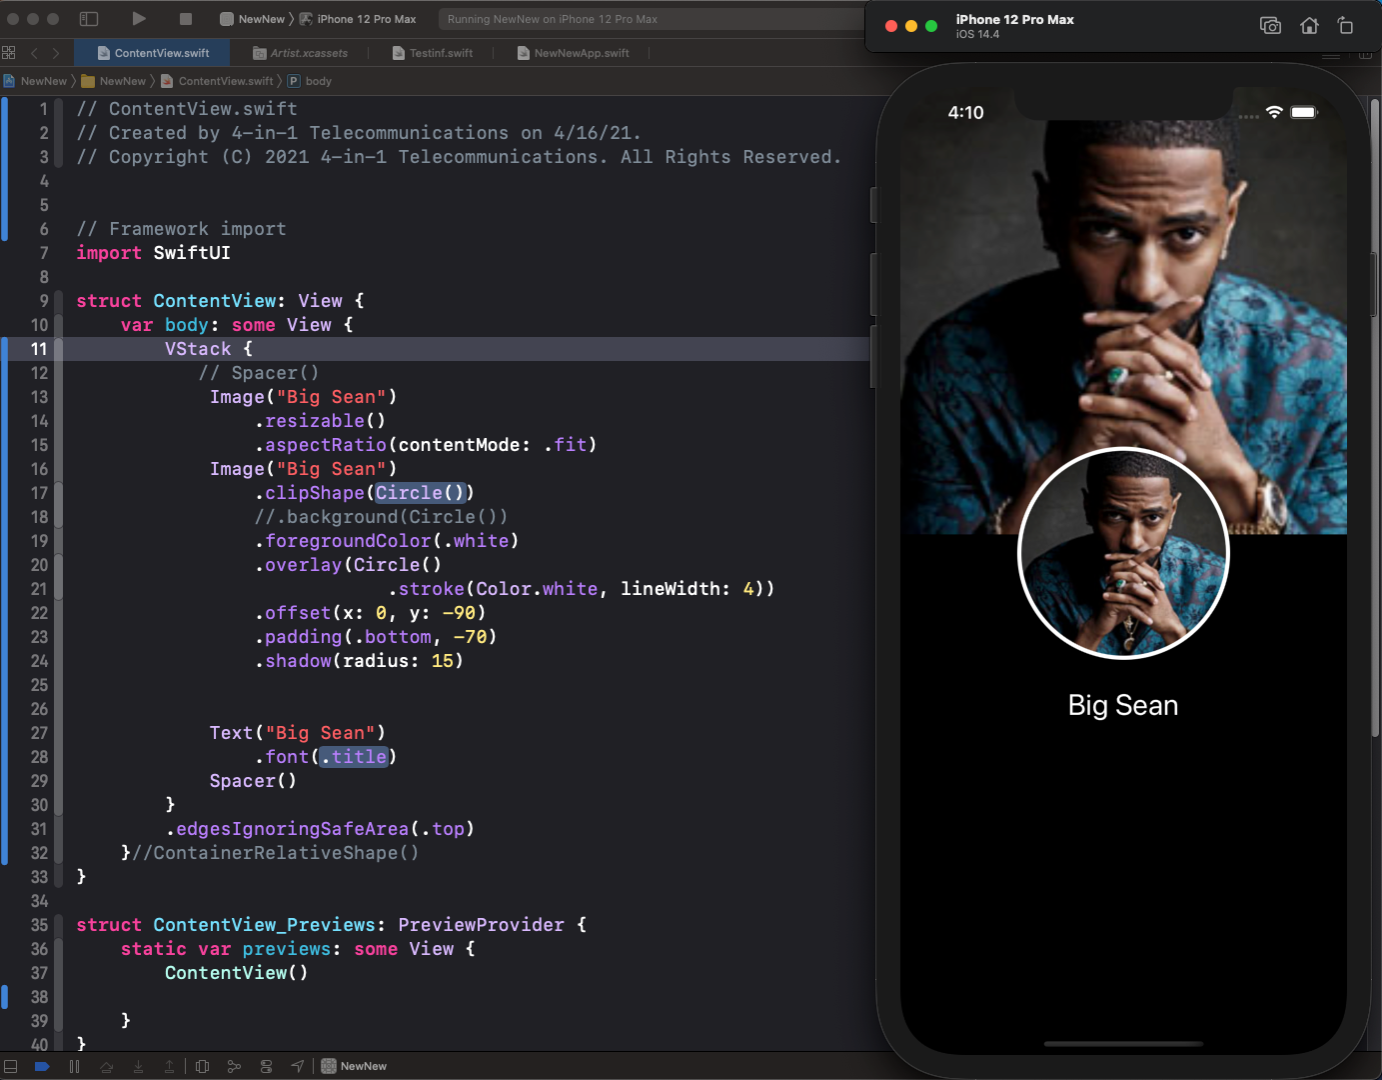 NewNew 〉 iPhone 12 Pro Max
Running NewNew on iPhone 12 Pro Max
iPhone 12 Pro Max
iOS 14.4
ContentView.swift
Artist.xcassets
Testinf.swift
NewNewApp.swift
NewNew 〉 NewNew 〉 ContentView.swift 〉 P body
1 // ContentView.swift
2 // Created by 4-in-1 Telecommunications on 4/16/21.
3 // Copyright (C) 2021 4-in-1 Telecommunications. All Rights Reserved.
4
5
6 // Framework import
7 import SwiftUI
8
9 struct ContentView: View {
10 var body: some View {
11 VStack {
12 // Spacer()
13 Image("Big Sean")
14 .resizable()
15 .aspectRatio(contentMode: .fit)
16 Image("Big Sean")
17 .clipShape(Circle())
18 //.background(Circle())
19 .foregroundColor(.white)
20 .overlay(Circle()
21 .stroke(Color.white, lineWidth: 4))
22 .offset(x: 0, y: -90)
23 .padding(.bottom, -70)
24 .shadow(radius: 15)
25
26
27 Text("Big Sean")
28 .font(.title)
29 Spacer()
30 }
31 .edgesIgnoringSafeArea(.top)
32 }//ContainerRelativeShape()
33 }
34
35 struct ContentView_Previews: PreviewProvider {
36 static var previews: some View {
37 ContentView()
38
39 }
40 }
NewNew
4:10
Big Sean